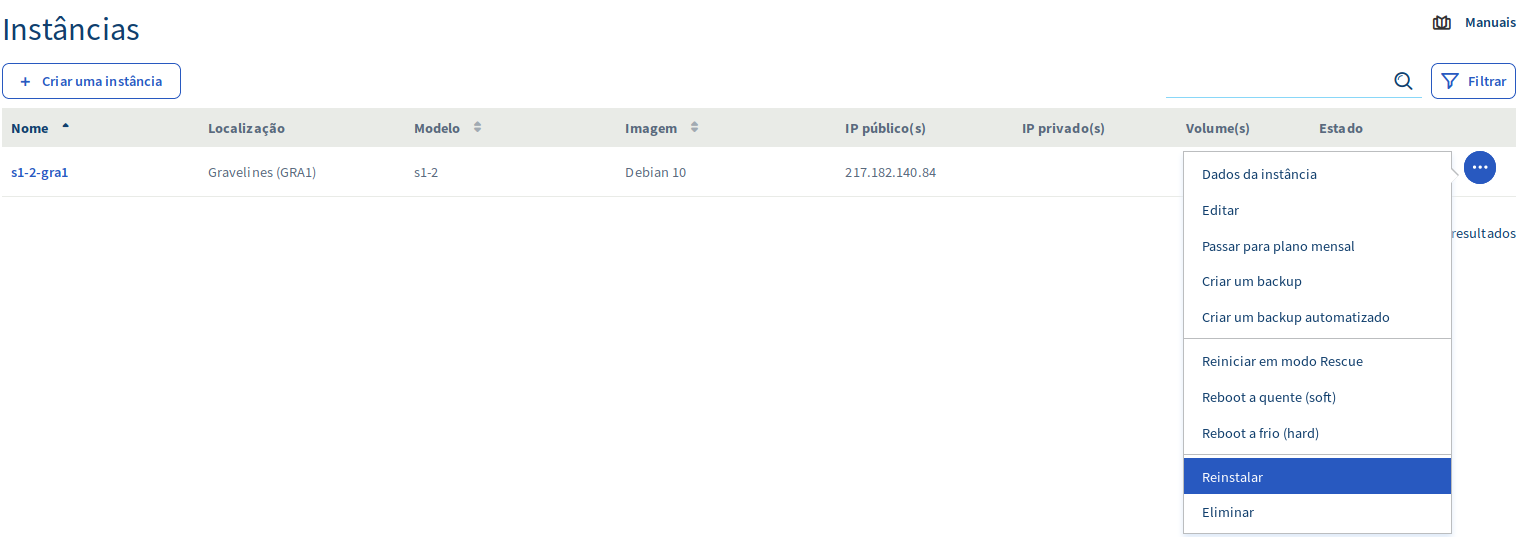 Instâncias
Manuais
+ Criar uma instância
Filtrar
Nome Localização Modelo Imagem IP público(s) IP privado(s) Volume(s) Estado
s1-2-gra1 Gravelines (GRA1) s1-2 Debian 10 217.182.140.84
Dados da instância
Editar
resultados
Passar para plano mensal
Criar um backup
Criar um backup automatizado
Reiniciar em modo Rescue
Reboot a quente (soft)
Reboot a frio (hard)
Reinstalar
Eliminar